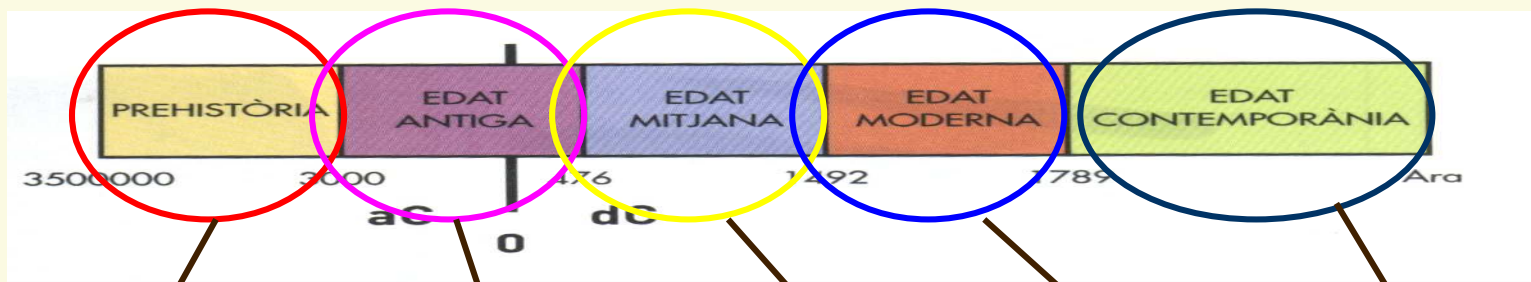 PREHISTÒRIA
EDAT
ANTIGA
EDAT
MITJANA
EDAT
MODERNA
EDAT
CONTEMPORÀNIA
3500000
3000
476
1492
1789
Ara
aC
dC
0